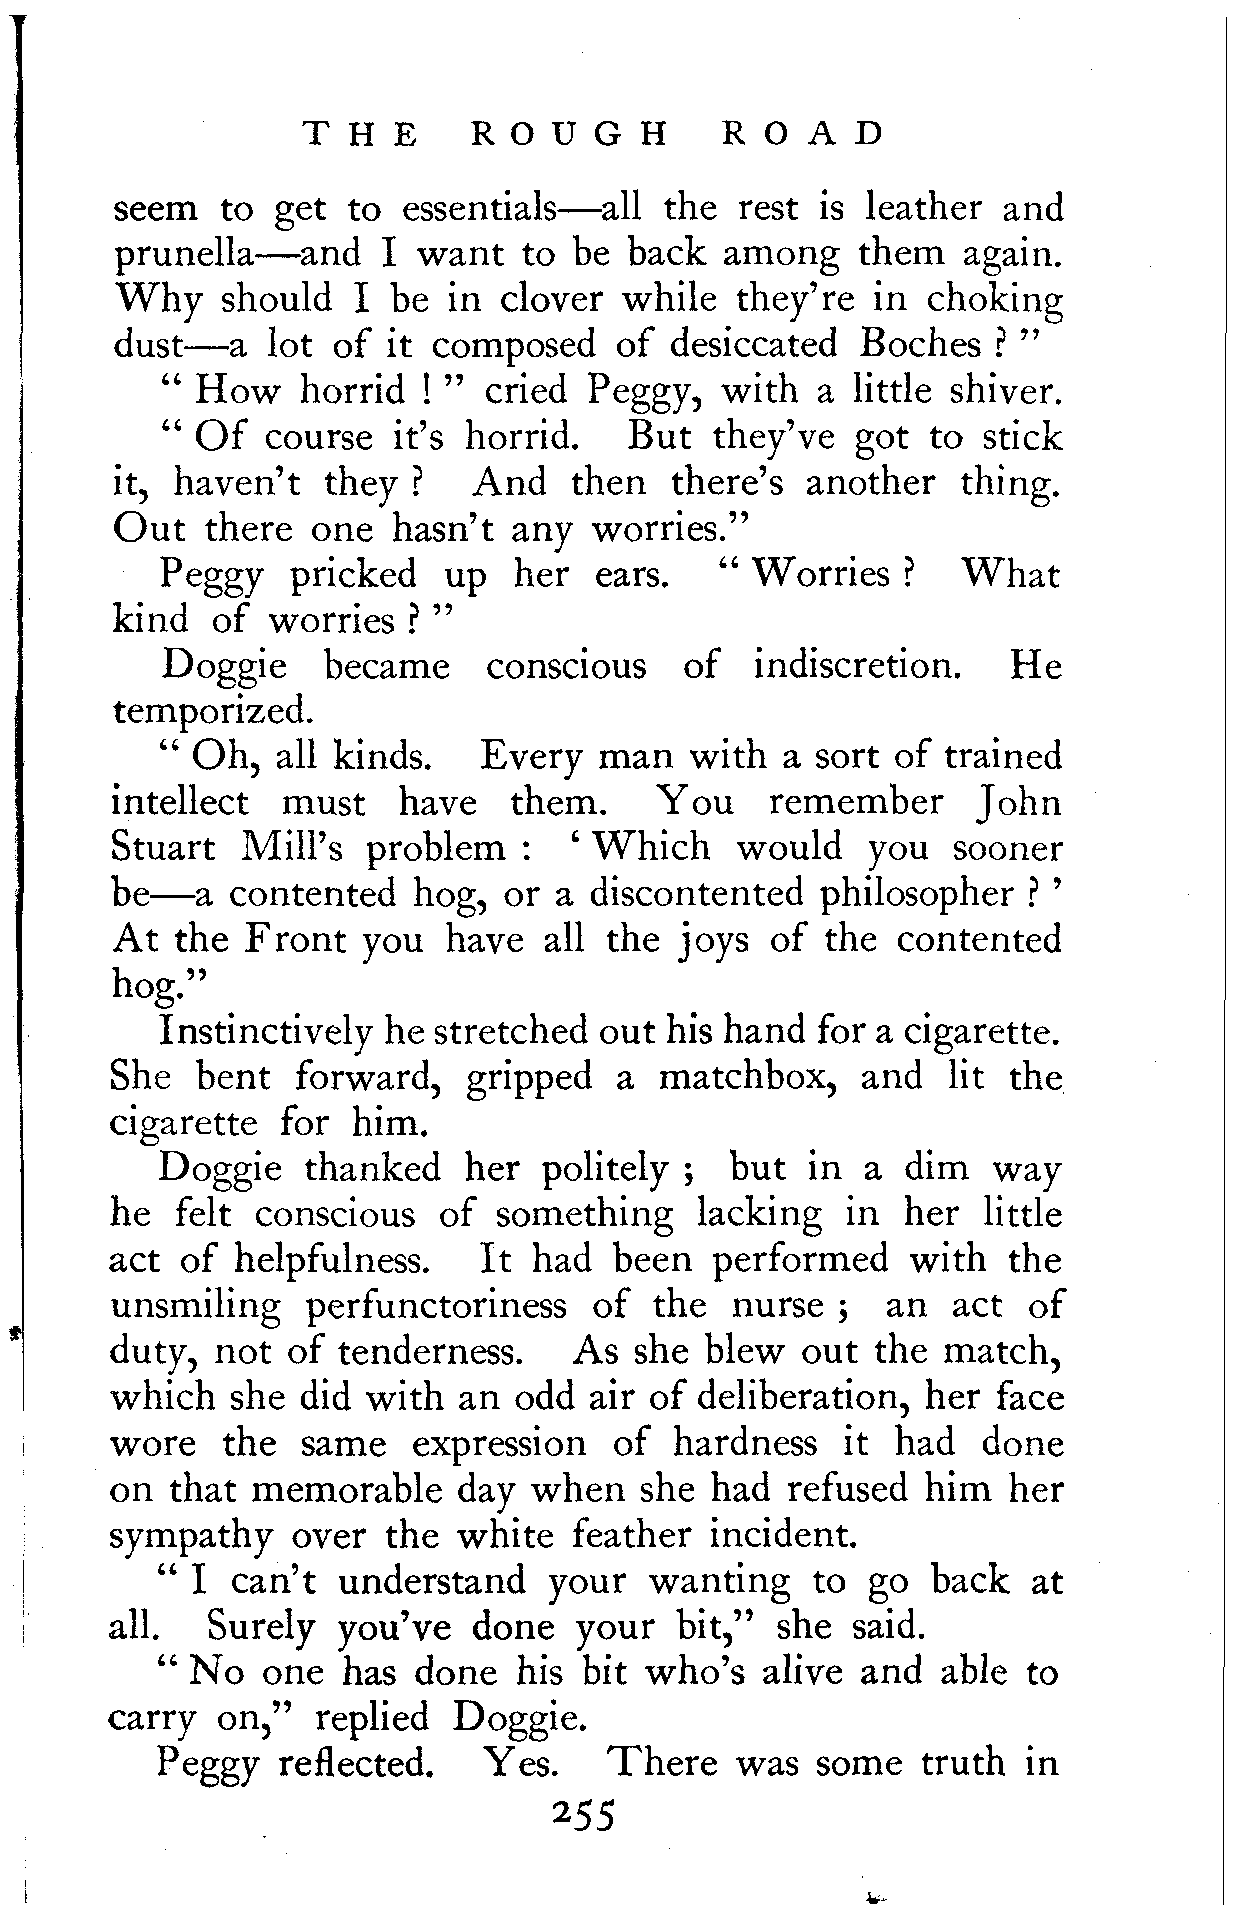 THE ROUGH ROAD
seem to get to essentials—all the rest is leather and
prunella—and I want to be back among them again.
Why should I be in clover while they're in choking
dust—a lot of it composed of desiccated Boches ? ”
“ How horrid ! ” cried Peggy, with a little shiver.
“ Of course it's horrid. But they've got to stick
it, haven't they ? And then there's another thing.
Out there one hasn't any worries.”
Peggy pricked up her ears. “ Worries ? What
kind of worries ? ”
Doggie became conscious of indiscretion. He
temporized.
“ Oh, all kinds. Every man with a sort of trained
intellect must have them. You remember John
Stuart Mill's problem : ‘ Which would you sooner
be—a contented hog, or a discontented philosopher ? ’
At the Front you have all the joys of the contented
hog.”
Instinctively he stretched out his hand for a cigarette.
She bent forward, gripped a matchbox, and lit the
cigarette for him.
Doggie thanked her politely ; but in a dim way
he felt conscious of something lacking in her little
act of helpfulness. It had been performed with the
unsmiling perfunctoriness of the nurse ; an act of
duty, not of tenderness. As she blew out the match,
which she did with an odd air of deliberation, her face
wore the same expression of hardness it had done
on that memorable day when she had refused him her
sympathy over the white feather incident.
“ I can't understand your wanting to go back at
all. Surely you've done your bit,” she said.
“ No one has done his bit who's alive and able to
carry on,” replied Doggie.
Peggy reflected. Yes. There was some truth in
255